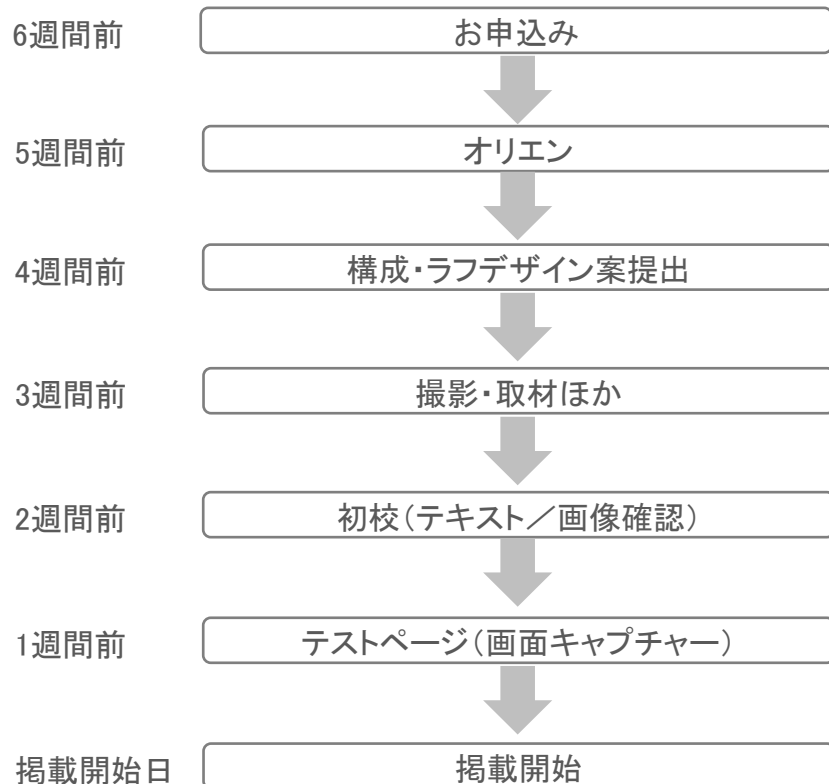 6週間前 お申込み
5週間前 オリエン
4週間前 構成・ラフデザイン案提出
3週間前 撮影・取材ほか
2週間前 初校（テキスト／画像確認）
1週間前 テストページ（画面キャプチャー）
掲載開始日 掲載開始